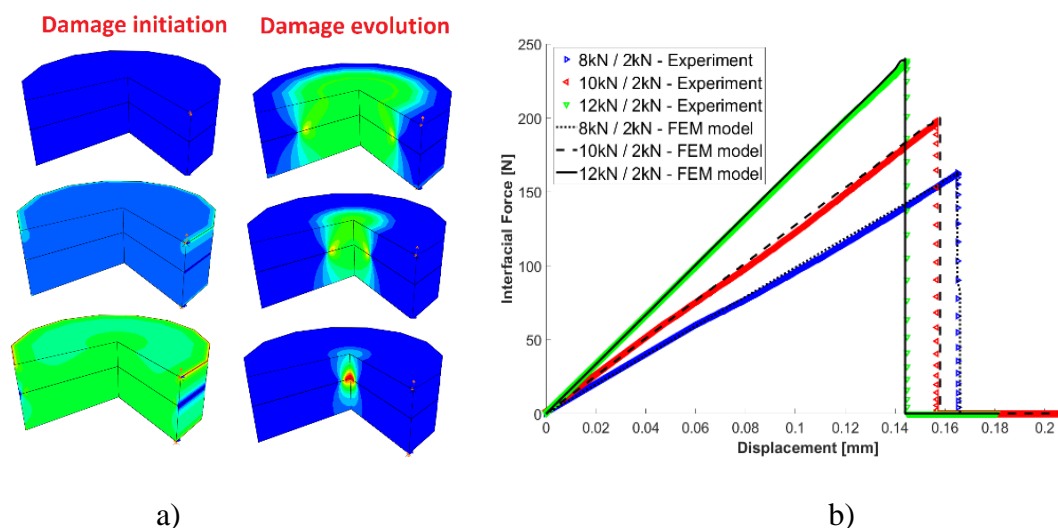 Damage initiation Damage evolution
250
200
150
100
50
0
Interfacial Force [N]
8kN / 2kN - Experiment
10kN / 2kN - Experiment
12kN / 2kN - Experiment
8kN / 2kN - FEM model
10kN / 2kN - FEM model
12kN / 2kN - FEM model
0 0.02 0.04 0.06 0.08 0.1 0.12 0.14 0.16 0.18 0.2
Displacement [mm]
a) b)